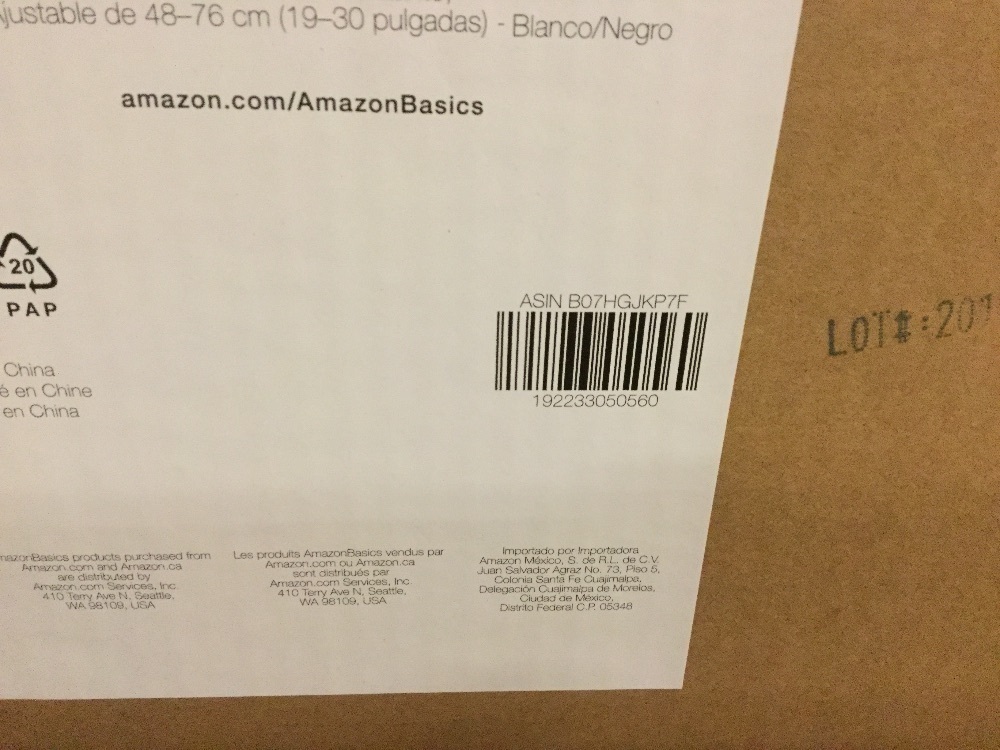 de 48–76 cm (19–30 pulgadas) - Blanco/Negro
amazon.com/AmazonBasics
20
PAP
ASIN B07HGJKP7F
192233050560
LOT#:201
China
en Chine
en China
products purchased from
Amazon.com and Amazon.ca
are distributed by
Amazon.com Services, Inc.
410 Terry Ave N, Seattle,
WA 98109, USA
Les produits AmazonBasics vendus par
Amazon.com ou Amazon.ca
sont distribués par
Amazon.com Services, Inc.
410 Terry Ave N, Seattle,
WA 98109, USA
Importado por Importadora
Amazon México, S. de R.L. de C.V.
Juan Salvador Agraz No. 73, Piso 5,
Colonia Santa Fe Cuajimalpa,
Delegación Cuajimalpa de Morelos,
Ciudad de México,
Distrito Federal C.P. 05348